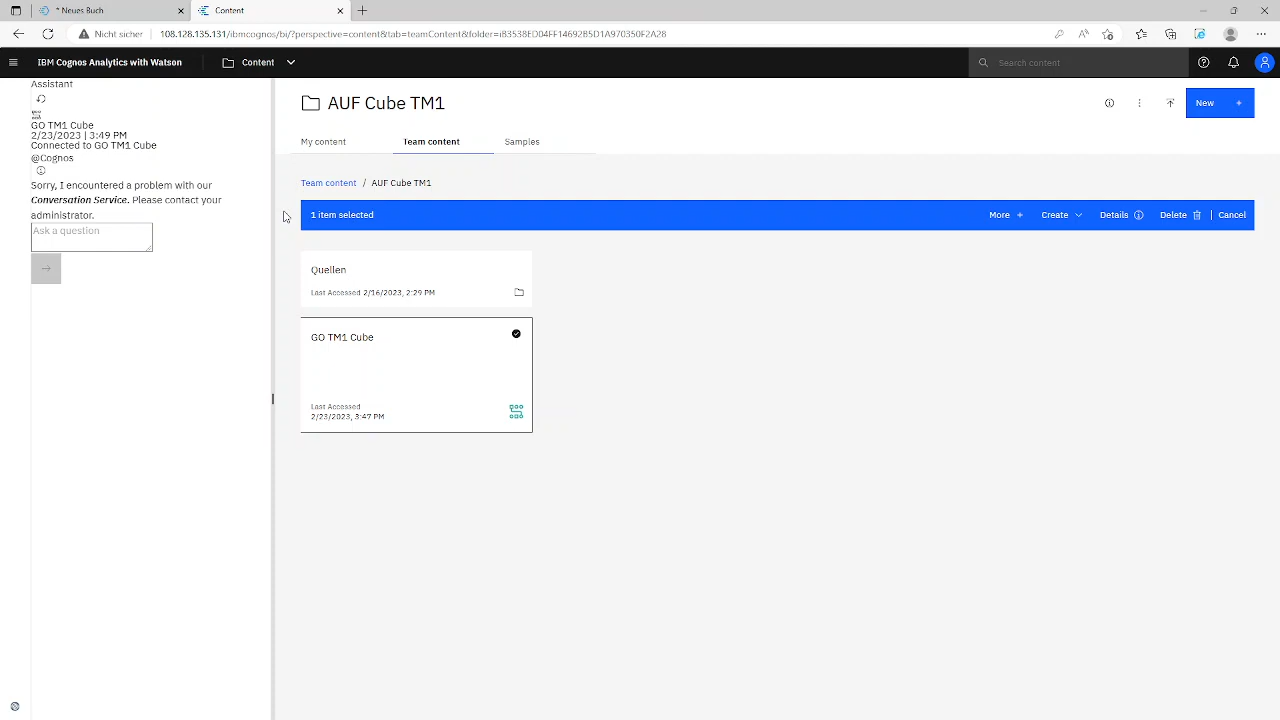 * Neues Buch
Content
Nicht sicher
108.128.135.131/ibmcognos/bi/?perspective=content&tab=teamContent&folder=i83538ED04FF14692B5D1A970350F2A28
IBM Cognos Analytics with Watson
Content
Search content
Assistant
GO TM1 Cube
2/23/2023 | 3:49 PM
Connected to GO TM1 Cube
@Cognos
Sorry, I encountered a problem with our
Conversation Service. Please contact your
administrator.
Ask a question
AUF Cube TM1
New +
My content
Team content
Samples
Team content / AUF Cube TM1
1 item selected
More +
Create
Details
Delete
Cancel
Quellen
Last Accessed 2/16/2023, 2:29 PM
GO TM1 Cube
Last Accessed
2/23/2023, 3:47 PM